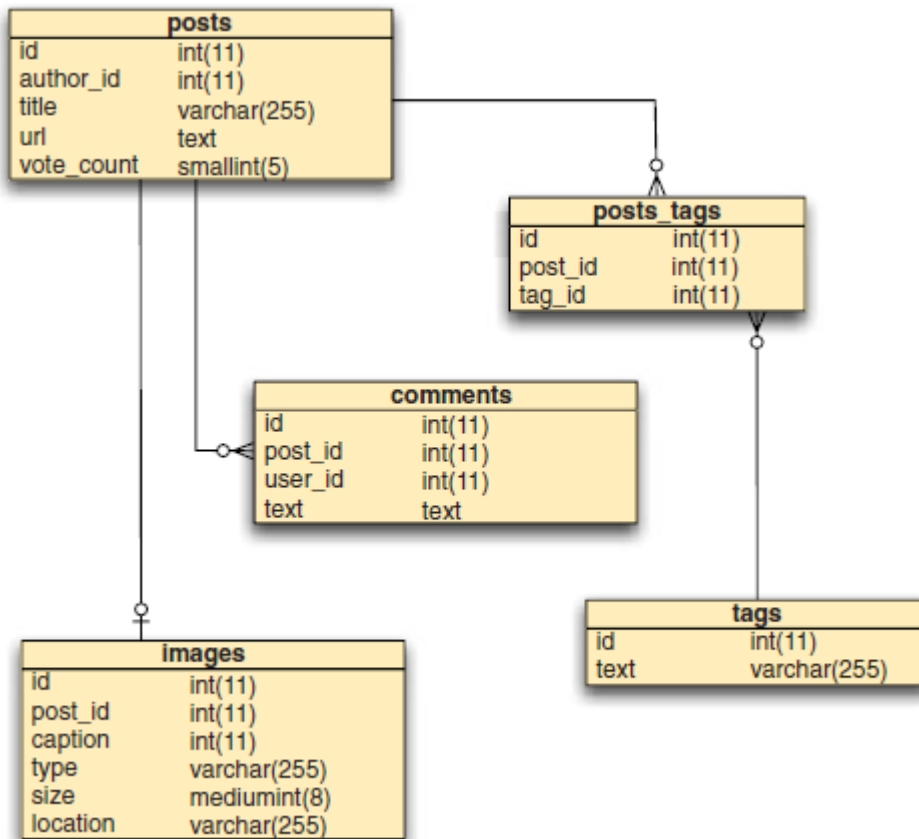 posts
id int(11)
author_id int(11)
title varchar(255)
url text
vote_count smallint(5)
posts_tags
id int(11)
post_id int(11)
tag_id int(11)
comments
id int(11)
post_id int(11)
user_id int(11)
text text
tags
id int(11)
text varchar(255)
images
id int(11)
post_id int(11)
caption int(11)
type varchar(255)
size mediumint(8)
location varchar(255)